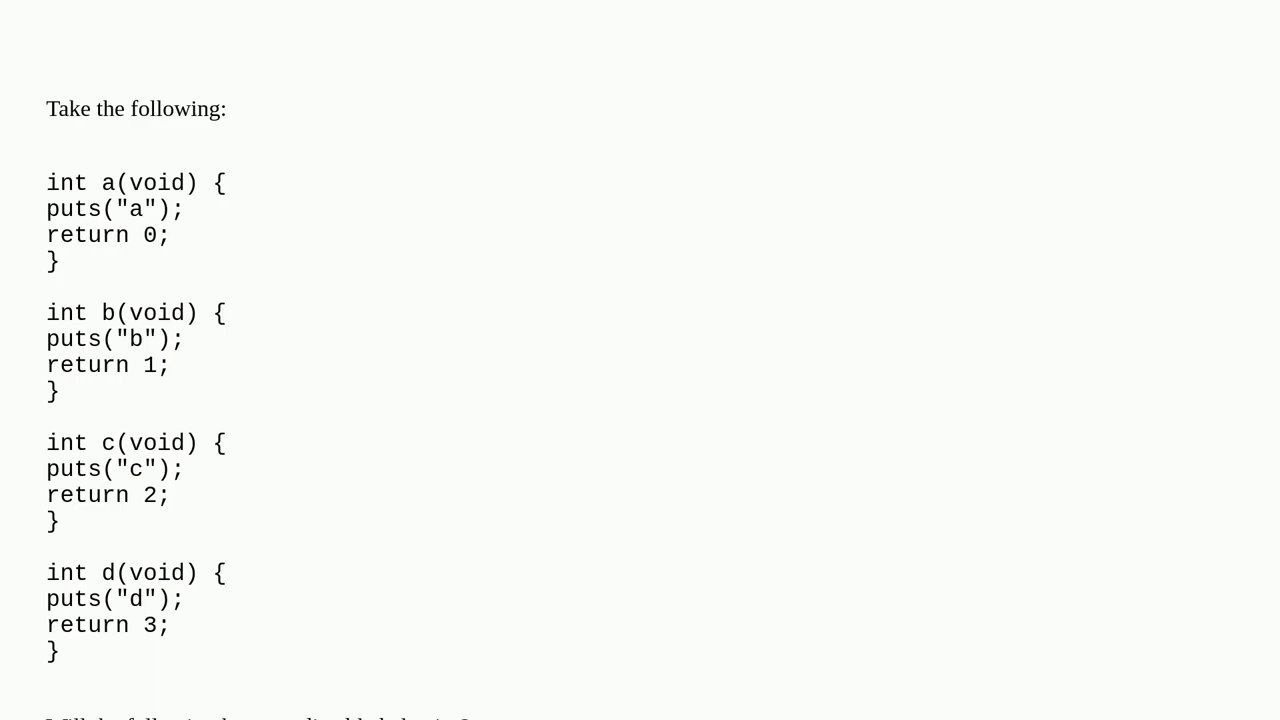 Take the following:
int a(void) {
puts("a");
return 0;
}
int b(void) {
puts("b");
return 1;
}
int c(void) {
puts("c");
return 2;
}
int d(void) {
puts("d");
return 3;
}